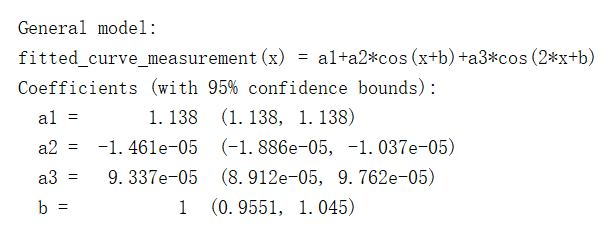 General model:
fitted_curve_measurement(x) = a1+a2*cos(x+b)+a3*cos(2*x+b)
Coefficients (with 95% confidence bounds):
a1 = 1.138 (1.138, 1.138)
a2 = -1.461e-05 (-1.886e-05, -1.037e-05)
a3 = 9.337e-05 (8.912e-05, 9.762e-05)
b = 1 (0.9551, 1.045)